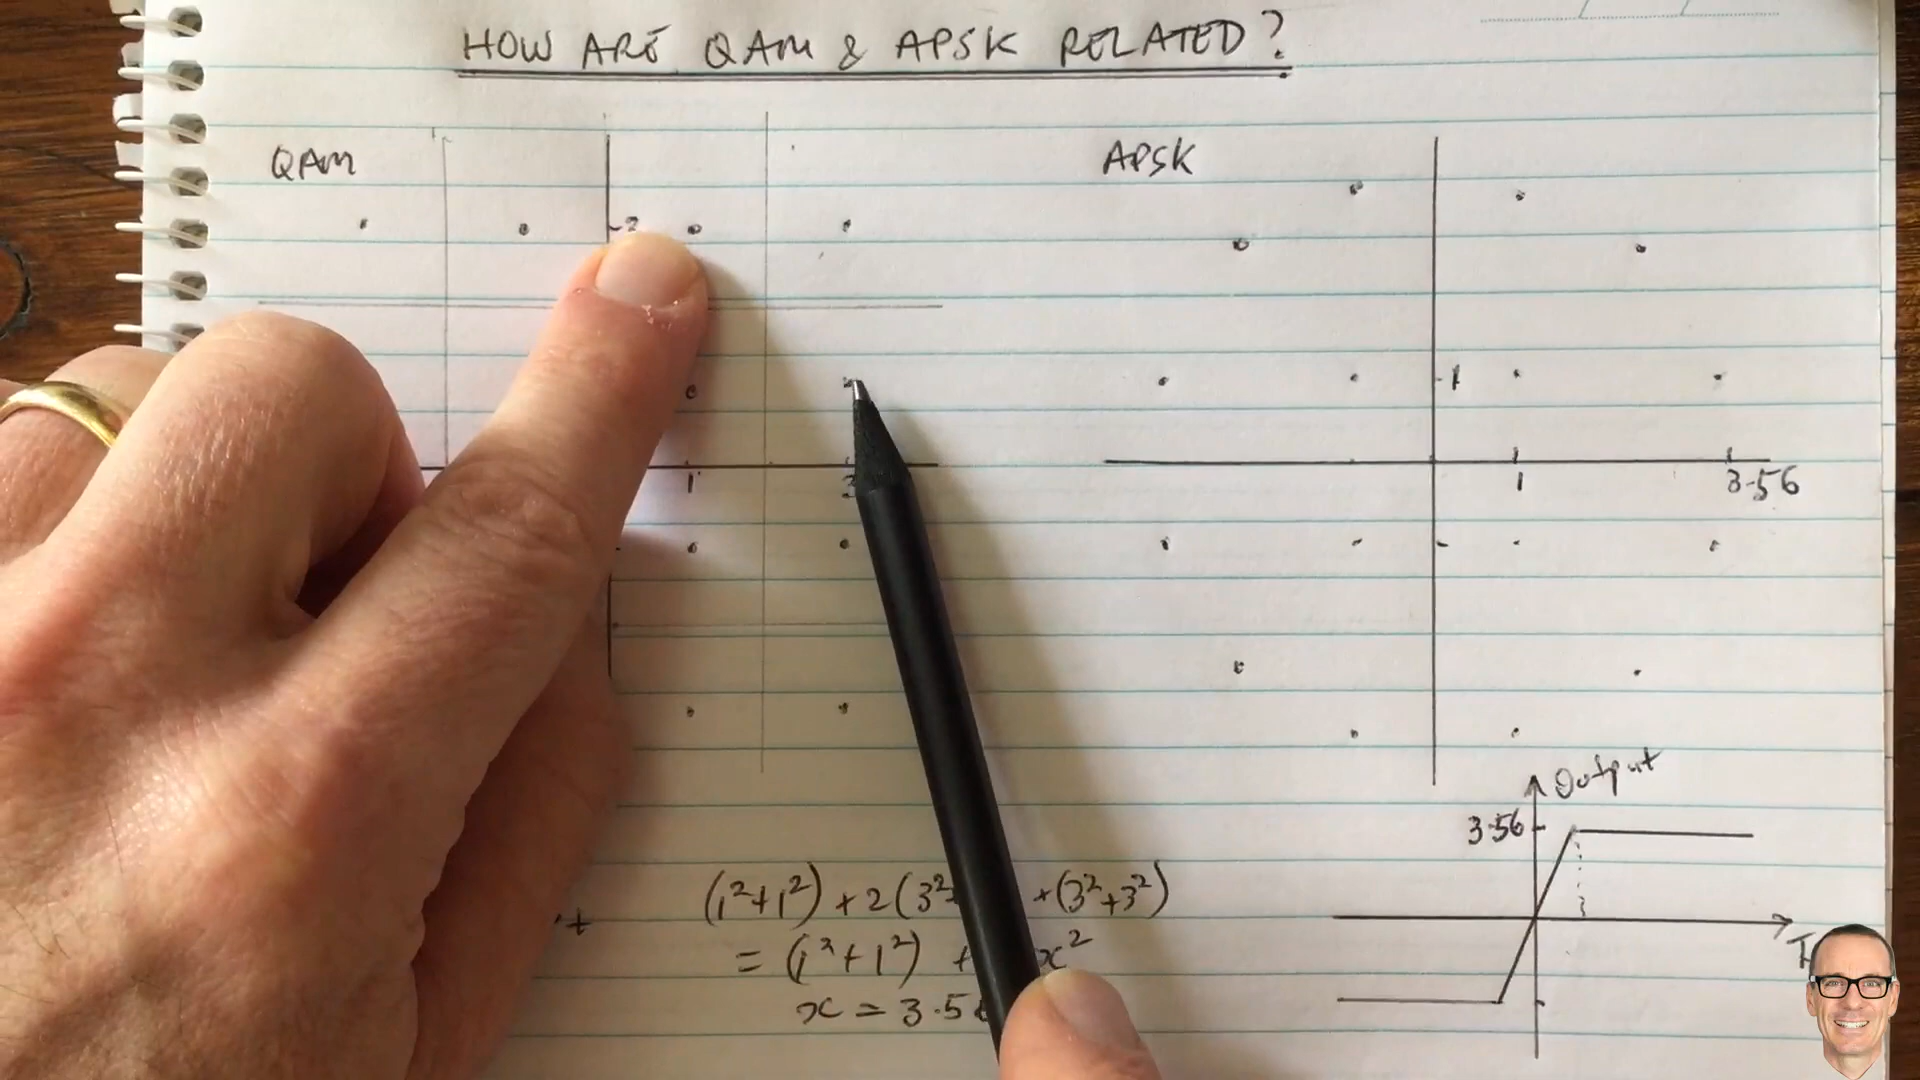 HOW ARE QAM & APSK RELATED?
QAM
APSK
1
3
1
1
3.56
Output
3.56
(1²+1²) + 2(3² + (3²+3²)
= (1²+1²) + x²
x = 3.5